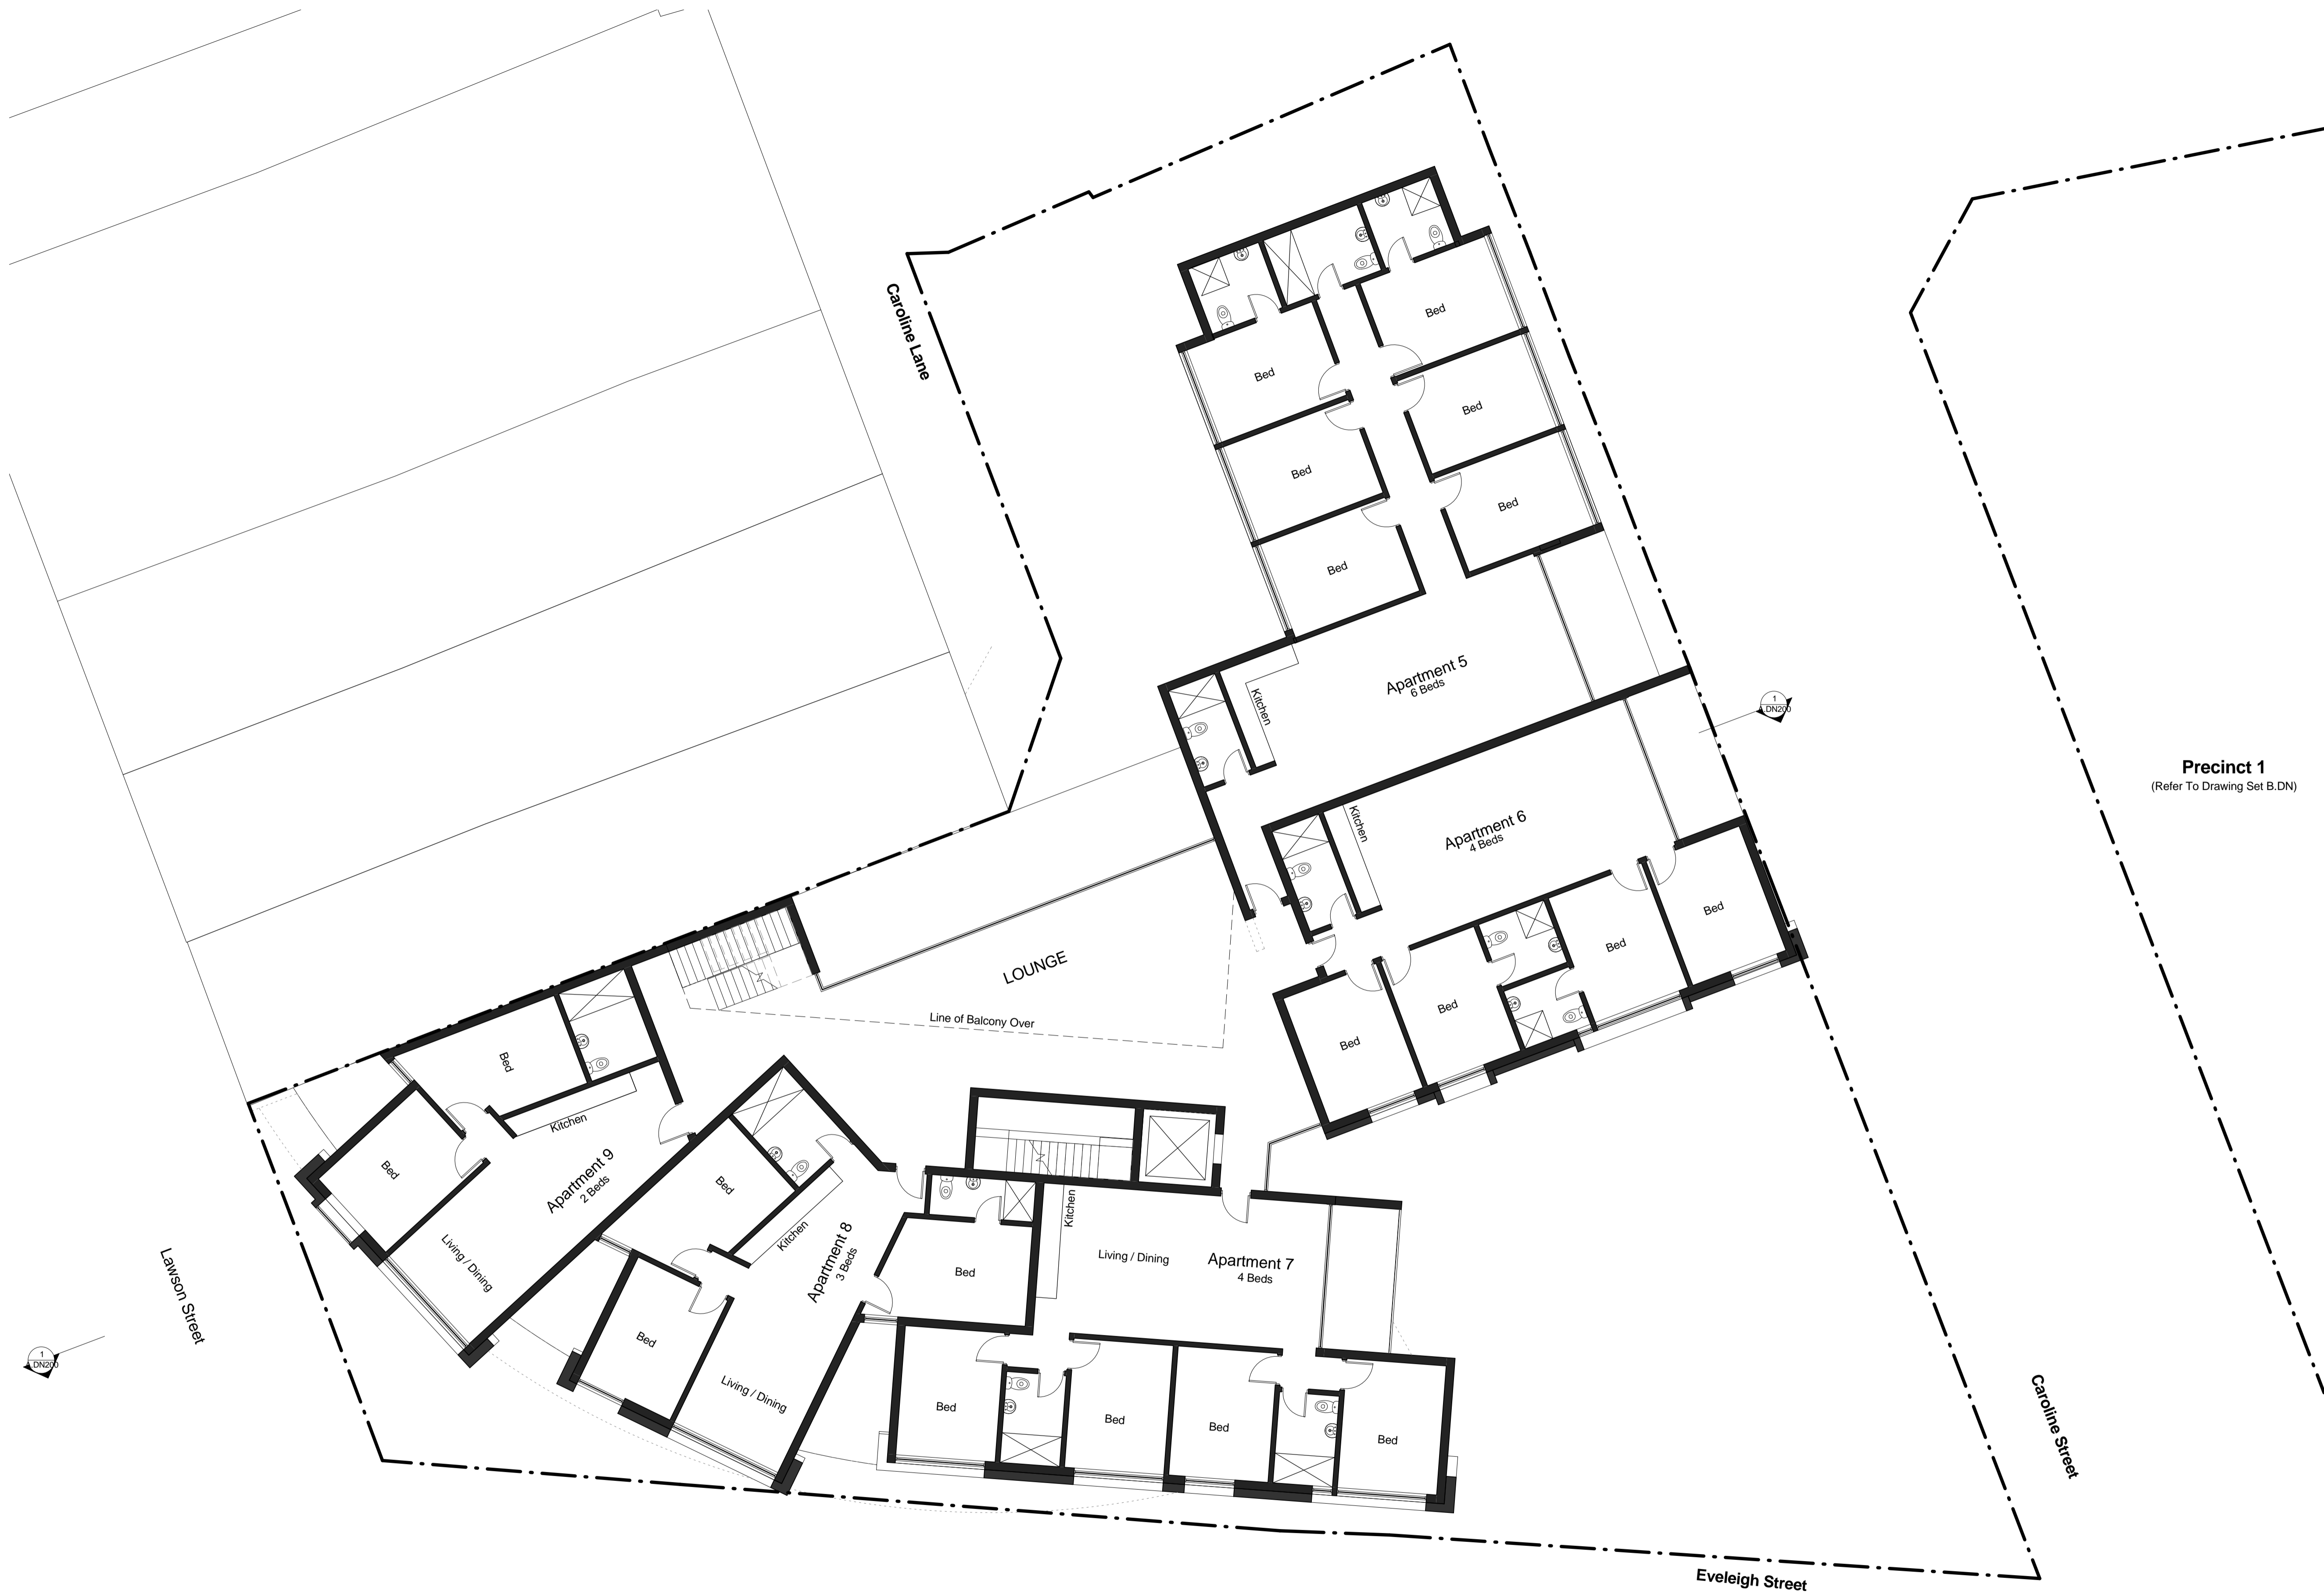 Caroline Lane
Bed
Bed
Bed
Bed
Bed
Bed
Apartment 5
6 Beds
Kitchen
1
DN200
Precinct 1
(Refer To Drawing Set B.DN)
Kitchen
Apartment 6
4 Beds
Bed
Bed
Bed
Bed
LOUNGE
Line of Balcony Over
Bed
Kitchen
Bed
Apartment 9
2 Beds
Living / Dining
Bed
Kitchen
Apartment 8
3 Beds
Bed
Bed
Living / Dining
Kitchen
Living / Dining
Apartment 7
4 Beds
Bed
Bed
Bed
Bed
Lawson Street
1
DN200
Caroline Street
Eveleigh Street